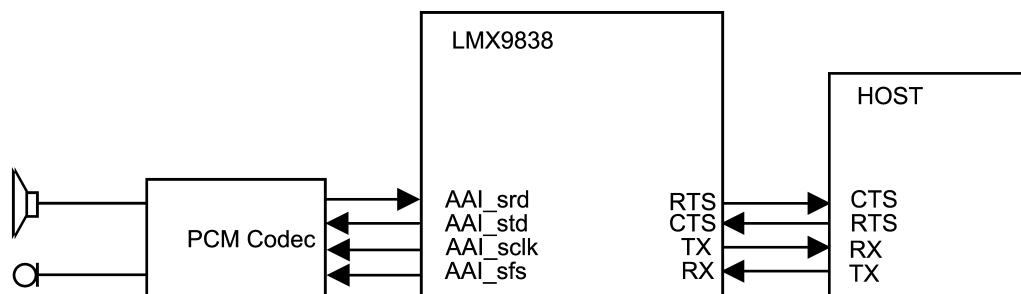 LMX9838
HOST
PCM Codec
AAI_srd
AAI_std
AAI_sclk
AAI_sfs
RTS
CTS
TX
RX
CTS
RTS
RX
TX